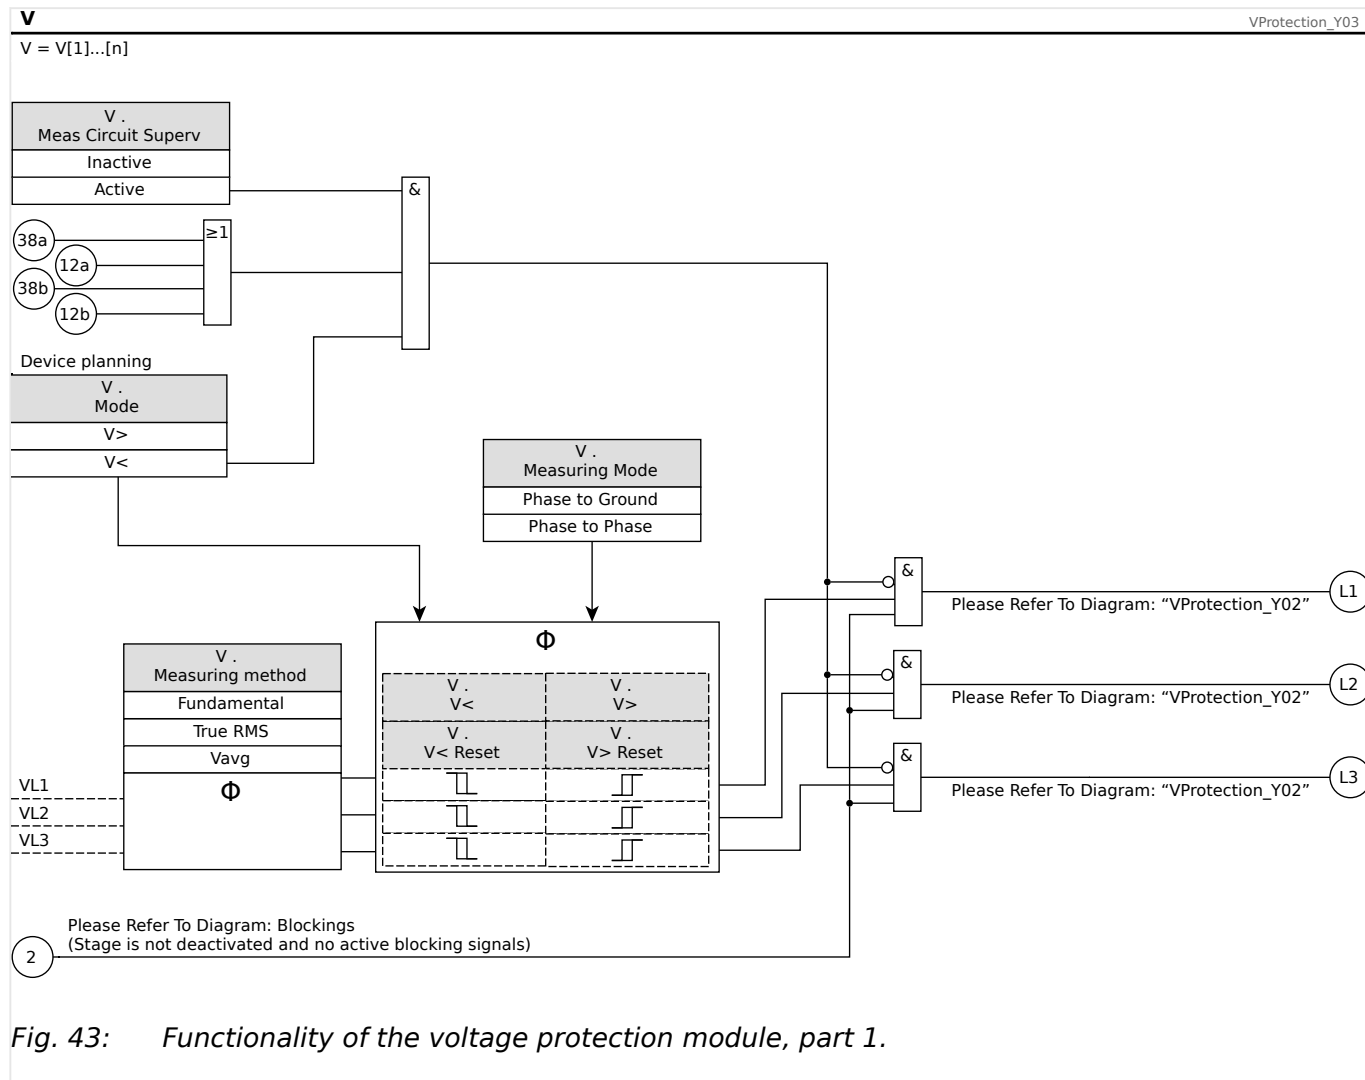 V
VProtection_Y03
V = V[1]...[n]
V .
Meas Circuit Superv
Inactive
Active
&
≥1
38a
12a
38b
12b
Device planning
V .
Mode
V>
V<
V .
Measuring Mode
Phase to Ground
Phase to Phase
&
L1
Please Refer To Diagram: “VProtection_Y02”
Φ
V .
Measuring method
Fundamental
True RMS
Vavg
Φ
V .
V<
V .
V>
V .
V< Reset
V .
V> Reset
&
L2
Please Refer To Diagram: “VProtection_Y02”
&
L3
Please Refer To Diagram: “VProtection_Y02”
VL1
VL2
VL3
Please Refer To Diagram: Blockings
(Stage is not deactivated and no active blocking signals)
2
Fig. 43: Functionality of the voltage protection module, part 1.